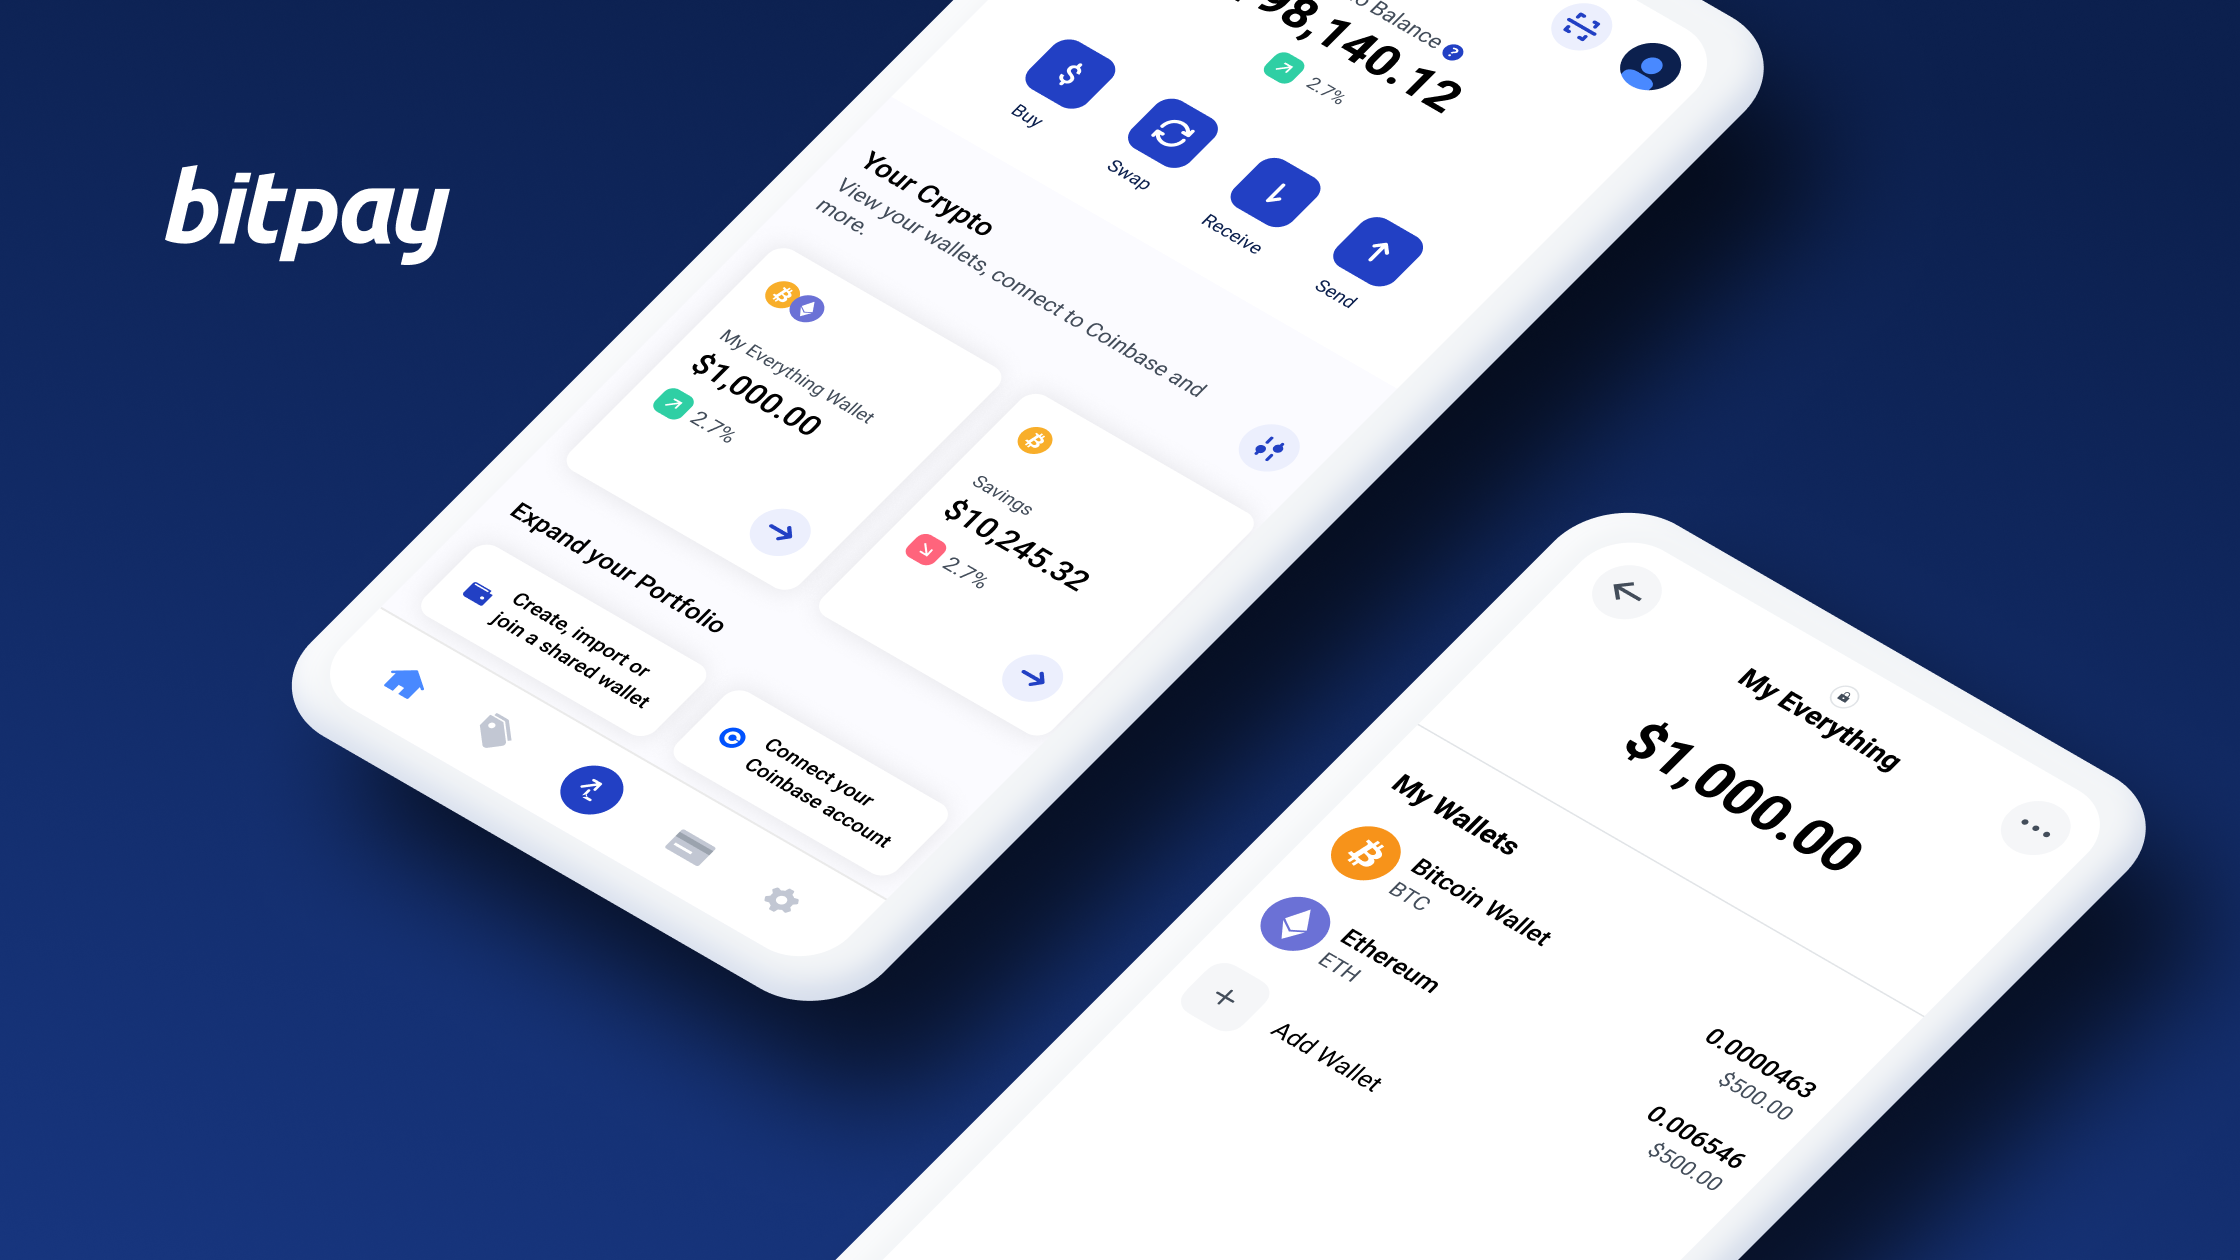 bitpay
Balance
98,140.12
2.7%
Buy
Swap
Receive
Send
Your Crypto
View your wallets, connect to Coinbase and
more.
My Everything Wallet
$1,000.00
2.7%
Savings
$10,245.32
2.7%
Expand your Portfolio
Create, import or
join a shared wallet
Connect your
Coinbase account
My Everything
$1,000.00
My Wallets
Bitcoin Wallet
BTC
0.0000463
$500.00
Ethereum
ETH
0.006546
$500.00
Add Wallet